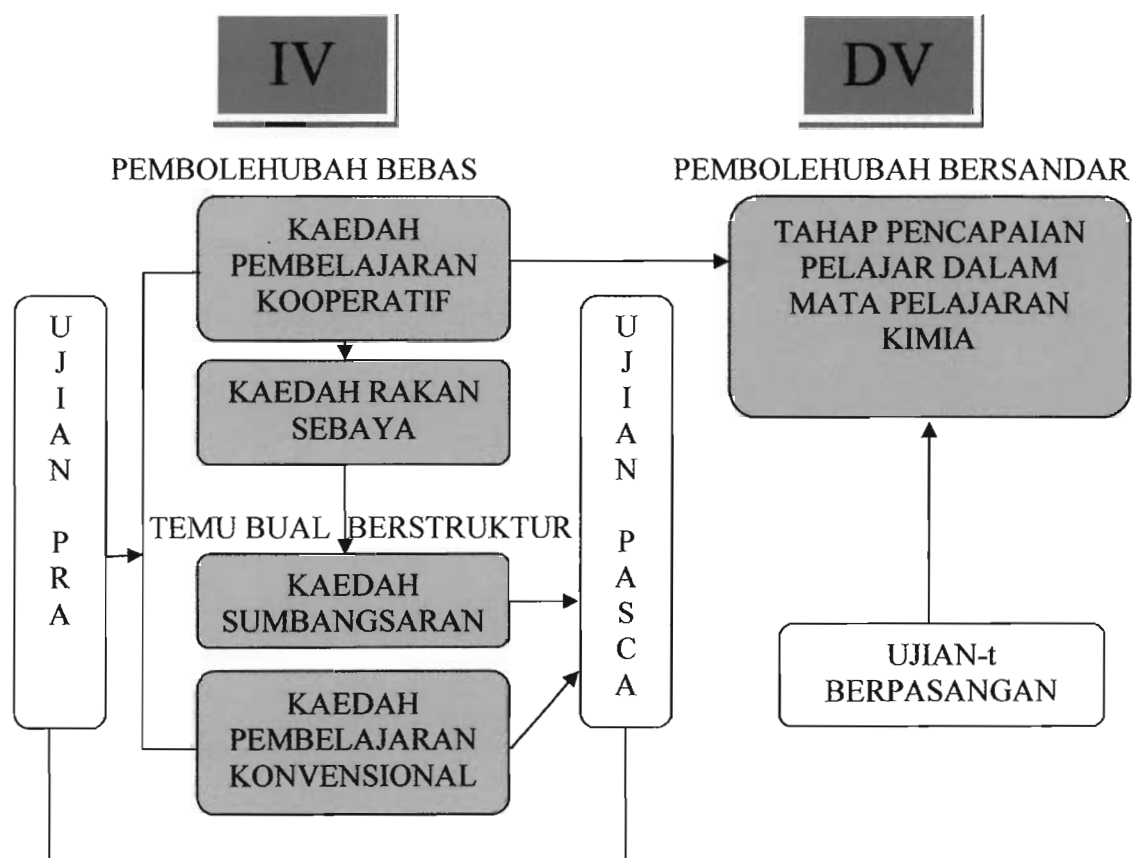 IV
DV
PEMBOLEHUBAH BEBAS
PEMBOLEHUBAH BERSANDAR
KAEDAH
PEMBELAJARAN
KOOPERATIF
TAHAP PENCAPAIAN
PELAJAR DALAM
MATA PELAJARAN
KIMIA
U
J
I
A
N
P
R
A
KAEDAH RAKAN
SEBAYA
TEMU BUAL BERSTRUKTUR
KAEDAH
SUMBANGSARAN
KAEDAH
PEMBELAJARAN
KONVENSIONAL
U
J
I
A
N
P
A
S
C
A
UJIAN-t
BERPASANGAN